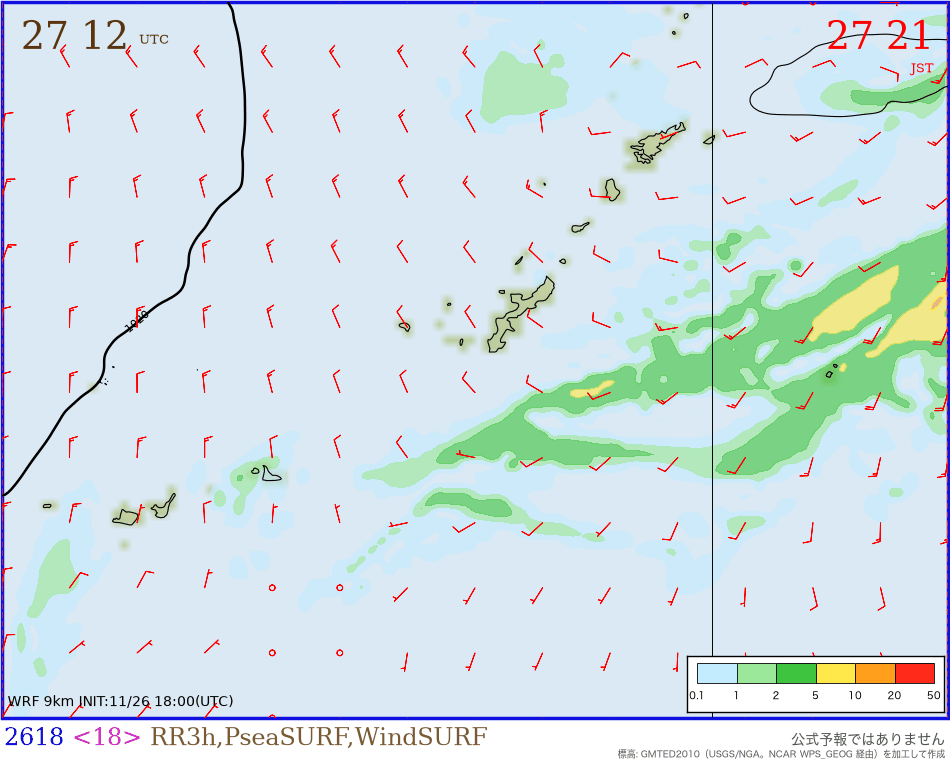 27 12 UTC
27 21
JST
WRF 9km INIT:11/26 18:00(UTC)
0.1 1 2 5 10 20 50
2618 <18> RR3h,PseaSURF,WindSURF
公式予報ではありません
標高: GMTED2010（USGS/NGA。NCAR WPS_GEOG 経由）を加工して作成